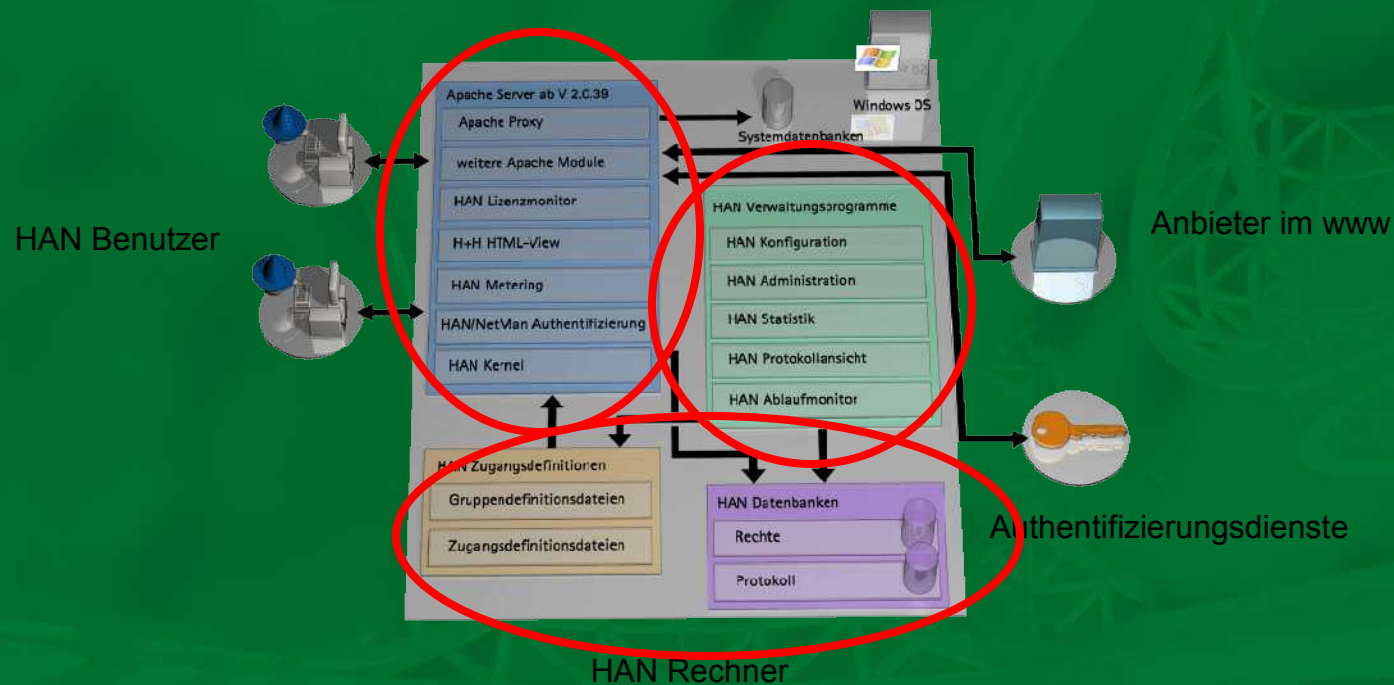 Apache Server ab V 2.0.39
Apache Proxy
weitere Apache Module
HAN Lizenzmonitor
H+H HTML-View
HAN Metering
HAN/NetMan Authentifizierung
HAN Kernel
Systemdatenbanken
Windows OS
HAN Verwaltungsprogramme
HAN Konfiguration
HAN Administration
HAN Statistik
HAN Protokollansicht
HAN Ablaufmonitor
HAN Benutzer
Anbieter im www
HAN Zugangsdefinitionen
Gruppendefinitionsdateien
Zugangsdefinitionsdateien
HAN Datenbanken
Rechte
Protokoll
Authentifizierungsdienste
HAN Rechner